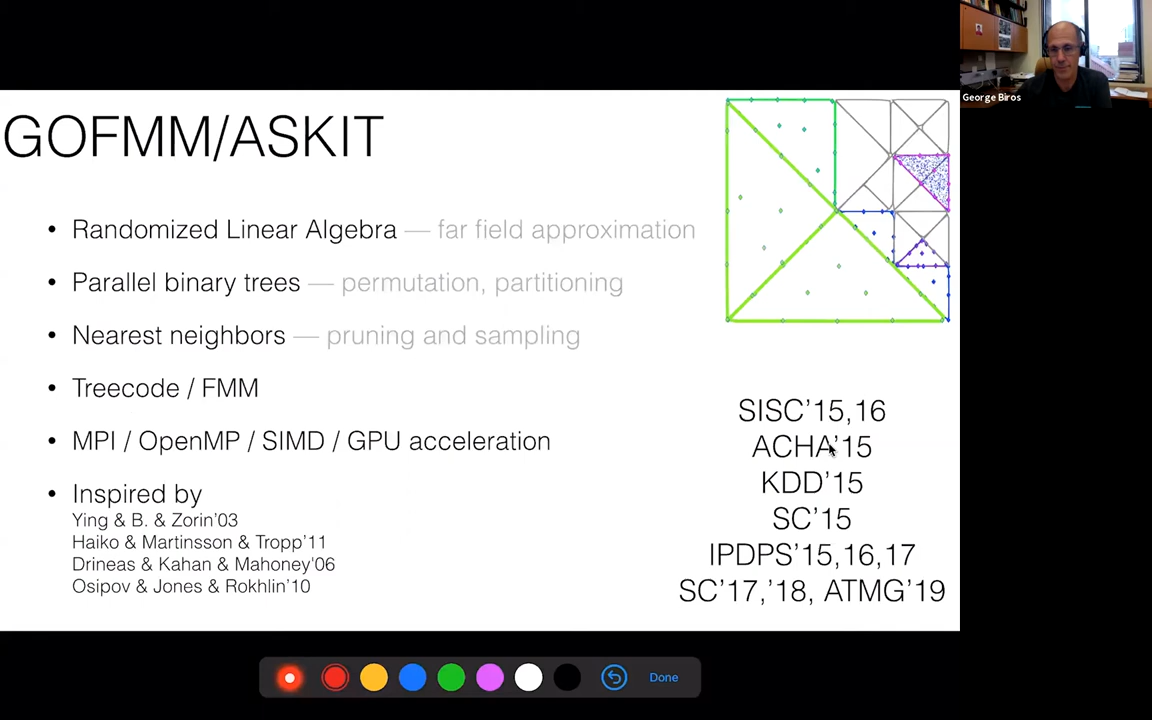 George Biros
GOFMM/ASKIT
• Randomized Linear Algebra — far field approximation
• Parallel binary trees — permutation, partitioning
• Nearest neighbors — pruning and sampling
• Treecode / FMM
• MPI / OpenMP / SIMD / GPU acceleration
• Inspired by
Ying & B. & Zorin'03
Haiko & Martinsson & Tropp'11
Drineas & Kahan & Mahoney'06
Osipov & Jones & Rokhlin'10
SISC'15,16
ACHA'15
KDD'15
SC'15
IPDPS'15,16,17
SC'17,'18, ATMG'19
Done